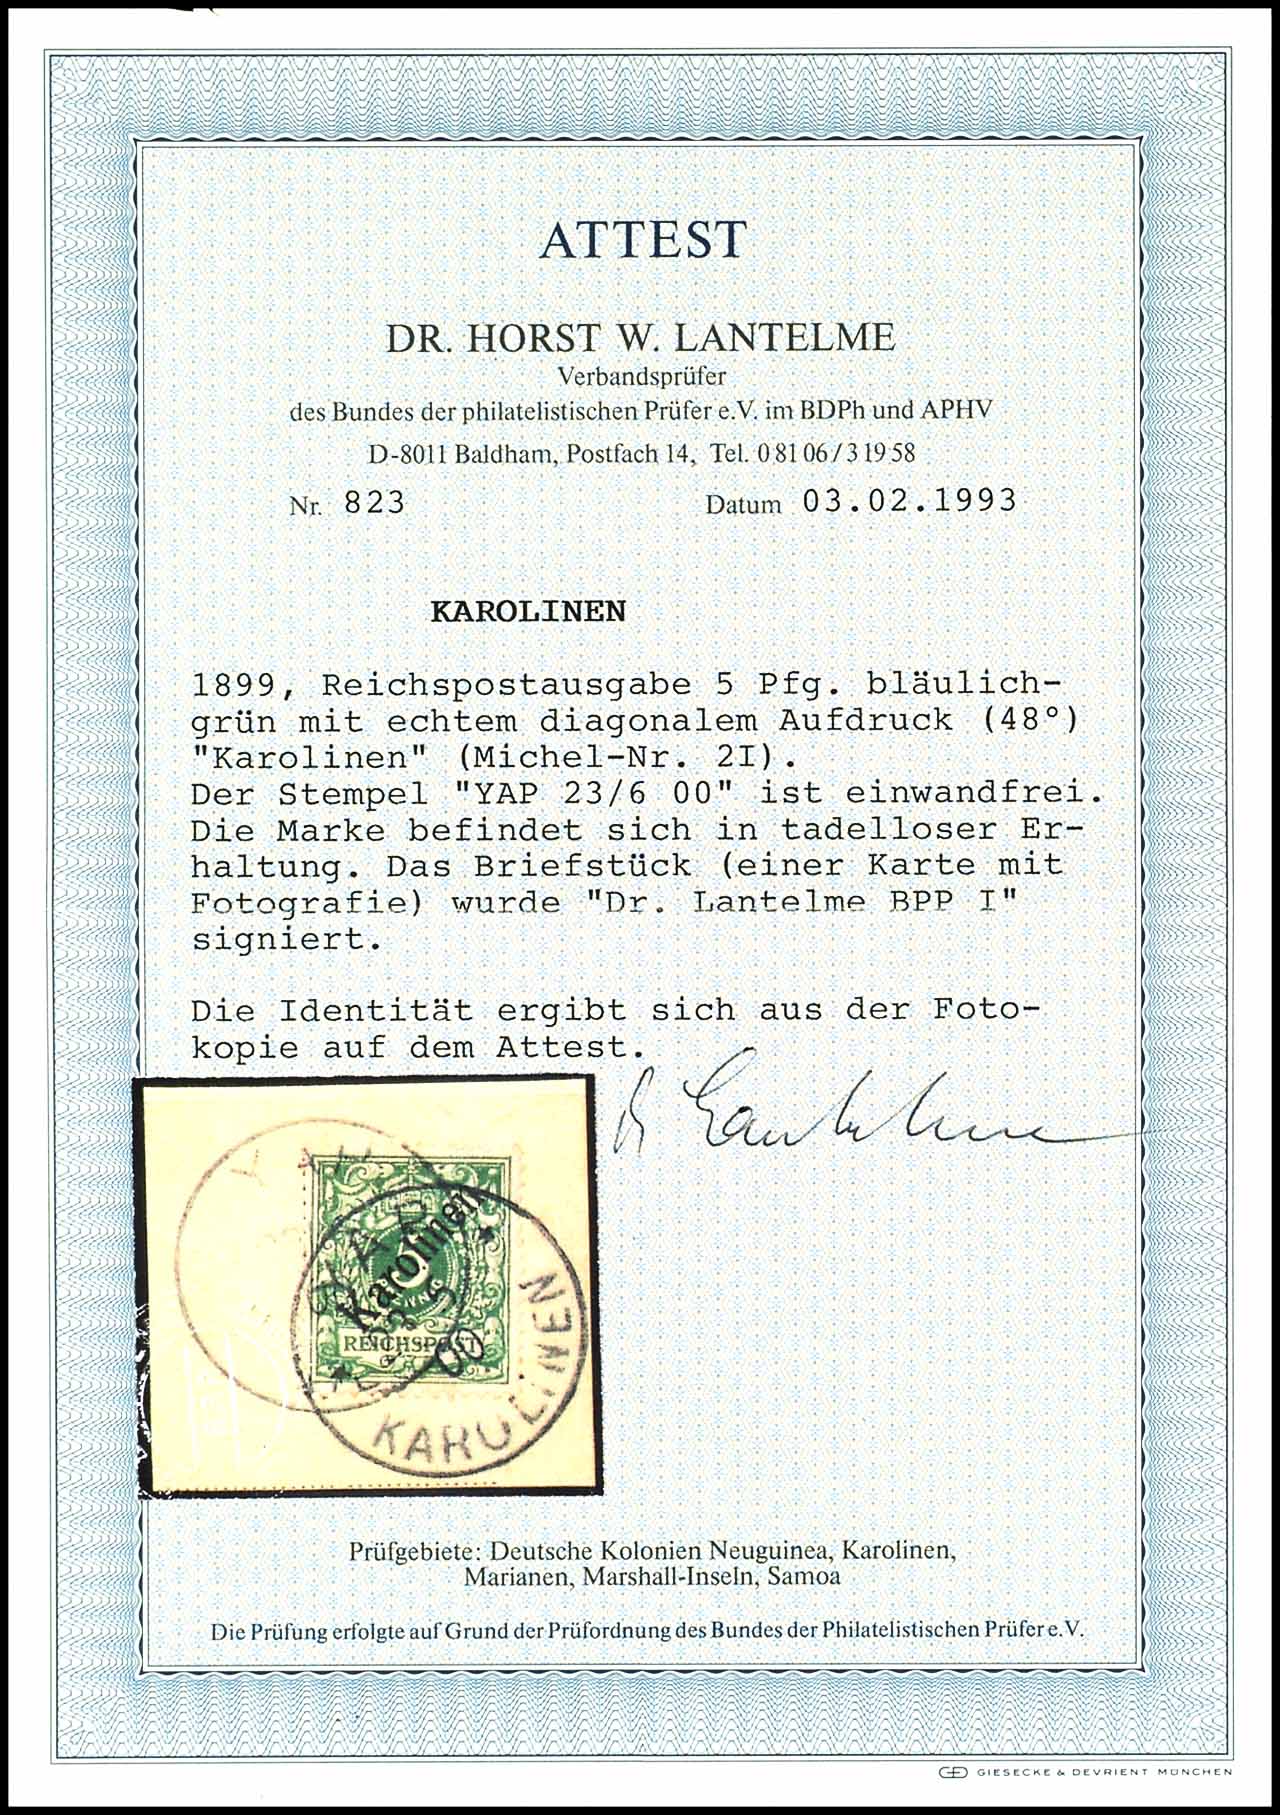 ATTEST
DR. HORST W. LANTELME
Verbandsprüfer
des Bundes der philatelistischen Prüfer e.V. im BDPh und APHV
D-8011 Baldham, Postfach 14, Tel. 0 81 06 / 3 19 58
Nr. 823 Datum 03.02.1993
KAROLINEN
1899, Reichspostausgabe 5 Pfg. bläulich-
grün mit echtem diagonalem Aufdruck (48°)
"Karolinen" (Michel-Nr. 2I).
Der Stempel "YAP 23/6 00" ist einwandfrei.
Die Marke befindet sich in tadelloser Er-
haltung. Das Briefstück (einer Karte mit
Fotografie) wurde "Dr. Lantelme BPP I"
signiert.
Die Identität ergibt sich aus der Foto-
kopie auf dem Attest.
Dr Lantelme
YAP
Karolinen
5
REICHSPOST
00
KAROLINEN
Prüfgebiete: Deutsche Kolonien Neuguinea, Karolinen,
Marianen, Marshall-Inseln, Samoa
Die Prüfung erfolgte auf Grund der Prüfordnung des Bundes der Philatelistischen Prüfer e.V.
GIESECKE & DEVRIENT MÜNCHEN